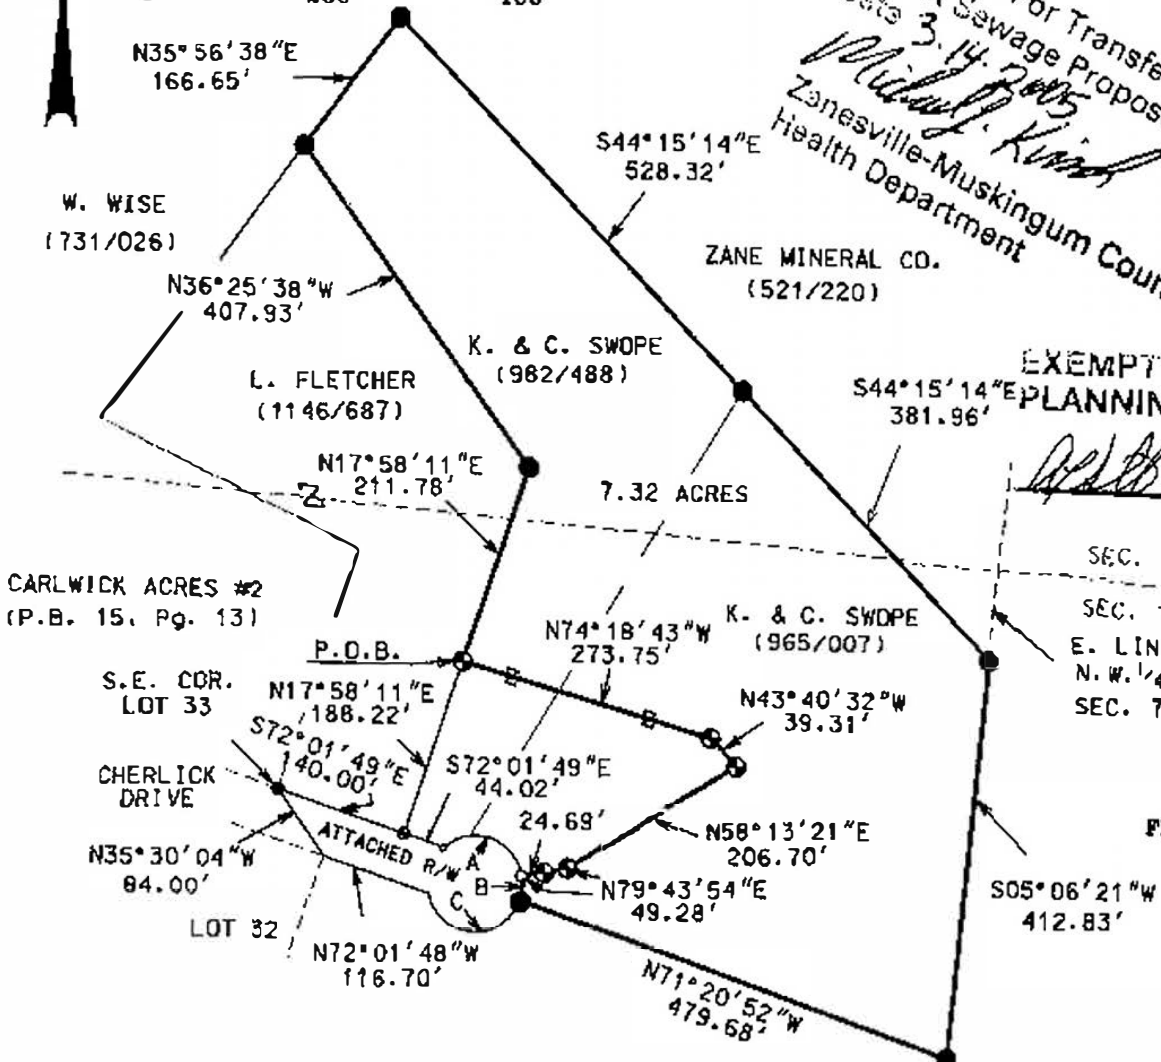 N35°56'38"E
166.65'
or Transfe
Sewage Propos
3.14.2005
Zanesville-Muskingum Coun
Health Department
S44°15'14"E
528.32'
W. WISE
(731/026)
ZANE MINERAL CO.
(521/220)
N36°25'38"W
407.93'
K. & C. SWOPE
(982/488)
L. FLETCHER
(1146/687)
EXEMPT
PLANNIN
S44°15'14"E
381.96'
N17°58'11"E
211.78'
7.32 ACRES
SEC.
CARLWICK ACRES #2
(P.B. 15, Pg. 13)
SEC.
K. & C. SWOPE
(965/007)
E. LIN
N.W. 1/4
SEC. 7
P.O.B.
N74°18'43"W
273.75'
S.E. COR.
LOT 33
N17°58'11"E
188.22'
N43°40'32"W
39.31'
S72°01'49"E
140.00'
S72°01'49"E
44.02'
CHERLICK
DRIVE
24.69'
N58°13'21"E
206.70'
ATTACHED R/W
A
B
C
N35°30'04"W
84.00'
N79°43'54"E
49.28'
S05°06'21"W
412.83'
LOT 32
N72°01'48"W
116.70'
N71°20'52"W
479.68'